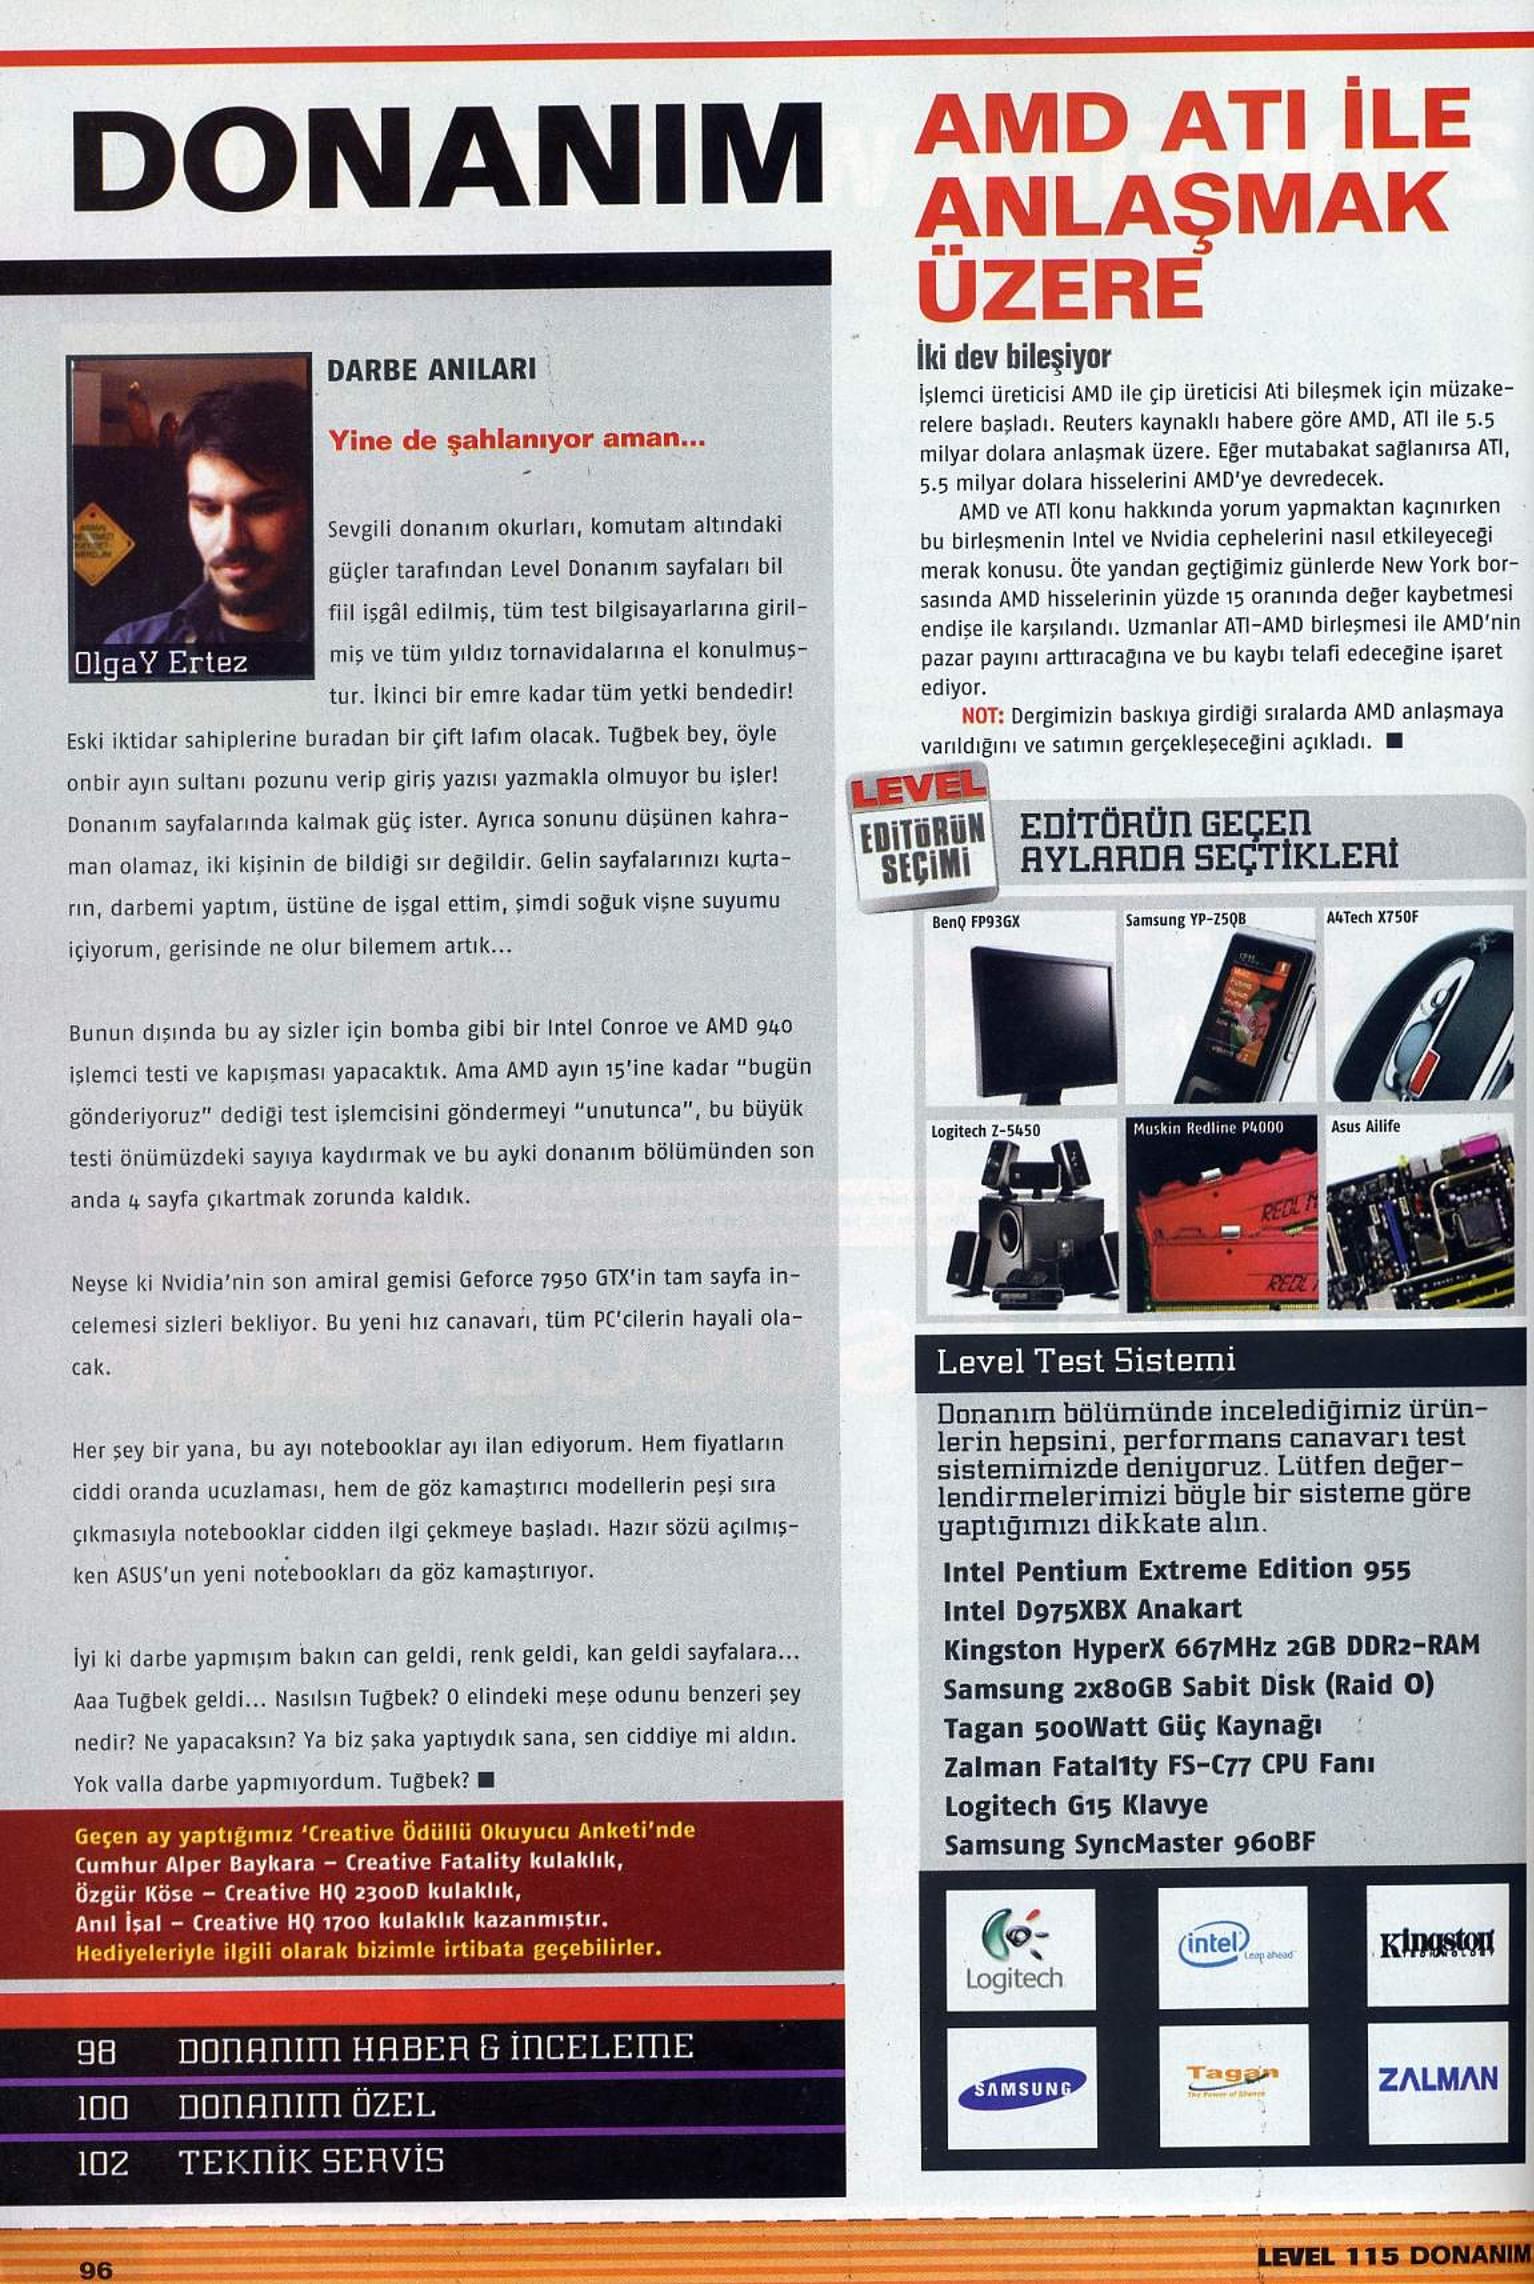 DONANIM
DARBE ANILARI
Yine de şahlanıyor aman...
OlgaY Ertez
Sevgili donanım okurları, komutam altındaki
güçler tarafından Level Donanım sayfaları bil
fiil işgâl edilmiş, tüm test bilgisayarlarına giril-
miş ve tüm yıldız tornavidalarına el konulmuş-
tur. İkinci bir emre kadar tüm yetki bendedir!
Eski iktidar sahiplerine buradan bir çift lafım olacak. Tuğbek bey, öyle
onbir ayın sultanı pozunu verip giriş yazısı yazmakla olmuyor bu işler!
Donanım sayfalarında kalmak güç ister. Ayrıca sonunu düşünen kahra-
man olamaz, iki kişinin de bildiği sır değildir. Gelin sayfalarınızı kurta-
rın, darbemi yaptım, üstüne de işgal ettim, şimdi soğuk vişne suyumu
içiyorum, gerisinde ne olur bilemem artık...
Bunun dışında bu ay sizler için bomba gibi bir Intel Conroe ve AMD 940
işlemci testi ve kapışması yapacaktık. Ama AMD ayın 15'ine kadar "bugün
gönderiyoruz" dediği test işlemcisini göndermeyi "unutunca", bu büyük
testi önümüzdeki sayıya kaydırmak ve bu ayki donanım bölümünden son
anda 4 sayfa çıkartmak zorunda kaldık.
Neyse ki Nvidia'nin son amiral gemisi Geforce 7950 GTX'in tam sayfa in-
celemesi sizleri bekliyor. Bu yeni hız canavarı, tüm PC'cilerin hayali ola-
cak.
Her şey bir yana, bu ayı notebooklar ayı ilan ediyorum. Hem fiyatların
ciddi oranda ucuzlaması, hem de göz kamaştırıcı modellerin peşi sıra
çıkmasıyla notebooklar cidden ilgi çekmeye başladı. Hazır sözü açılmış-
ken ASUS'un yeni notebookları da göz kamaştırıyor.
İyi ki darbe yapmışım bakın can geldi, renk geldi, kan geldi sayfalara...
Aaa Tuğbek geldi... Nasılsın Tuğbek? O elindeki meşe odunu benzeri şey
nedir? Ne yapacaksın? Ya biz şaka yaptıydık sana, sen ciddiye mi aldın.
Yok valla darbe yapmıyordum. Tuğbek? ■
Geçen ay yaptığımız 'Creative Ödüllü Okuyucu Anketi'nde
Cumhur Alper Baykara – Creative Fatality kulaklık,
Özgür Köse – Creative HQ 2300D kulaklık,
Anıl İşal – Creative HQ 1700 kulaklık kazanmıştır.
Hediyeleriyle ilgili olarak bizimle irtibata geçebilirler.
98 DONANIM HABER & İNCELEME
100 DONANIM ÖZEL
102 TEKNİK SERVİS
AMD ATI İLE
ANLAŞMAK
ÜZERE
İki dev bileşiyor
İşlemci üreticisi AMD ile çip üreticisi Ati bileşmek için müzake-
relere başladı. Reuters kaynaklı habere göre AMD, ATI ile 5.5
milyar dolara anlaşmak üzere. Eğer mutabakat sağlanırsa ATI,
5.5 milyar dolara hisselerini AMD'ye devredecek.
AMD ve ATI konu hakkında yorum yapmaktan kaçınırken
bu birleşmenin Intel ve Nvidia cephelerini nasıl etkileyeceği
merak konusu. Öte yandan geçtiğimiz günlerde New York bor-
sasında AMD hisselerinin yüzde 15 oranında değer kaybetmesi
endişe ile karşılandı. Uzmanlar ATI-AMD birleşmesi ile AMD'nin
pazar payını arttıracağına ve bu kaybı telafi edeceğine işaret
ediyor.
NOT: Dergimizin baskıya girdiği sıralarda AMD anlaşmaya
varıldığını ve satımın gerçekleşeceğini açıkladı. ■
LEVEL
EDİTÖRÜN
SEÇİMİ
EDİTÖRÜN GEÇEN
AYLARDA SEÇTİKLERİ
BenQ FP93GX
Samsung YP-Z5QB
A4Tech X750F
Logitech Z-5450
Muskin Redline P4000
REDL
REDL
Asus Ailife
Level Test Sistemi
Donanım bölümünde incelediğimiz ürün-
lerin hepsini, performans canavarı test
sistemimizde deniyoruz. Lütfen değer-
lendirmelerimizi böyle bir sisteme göre
yaptığımızı dikkate alın.
Intel Pentium Extreme Edition 955
Intel D975XBX Anakart
Kingston HyperX 667MHz 2GB DDR2-RAM
Samsung 2x80GB Sabit Disk (Raid 0)
Tagan 500Watt Güç Kaynağı
Zalman Fatal1ty FS-C77 CPU Fanı
Logitech G15 Klavye
Samsung SyncMaster 960BF
Logitech
intel Leap ahead
Kingston
TECHNOLOGY
SAMSUNG
Tagan
The Power of Silence
ZALMAN
96
LEVEL 115 DONANIM